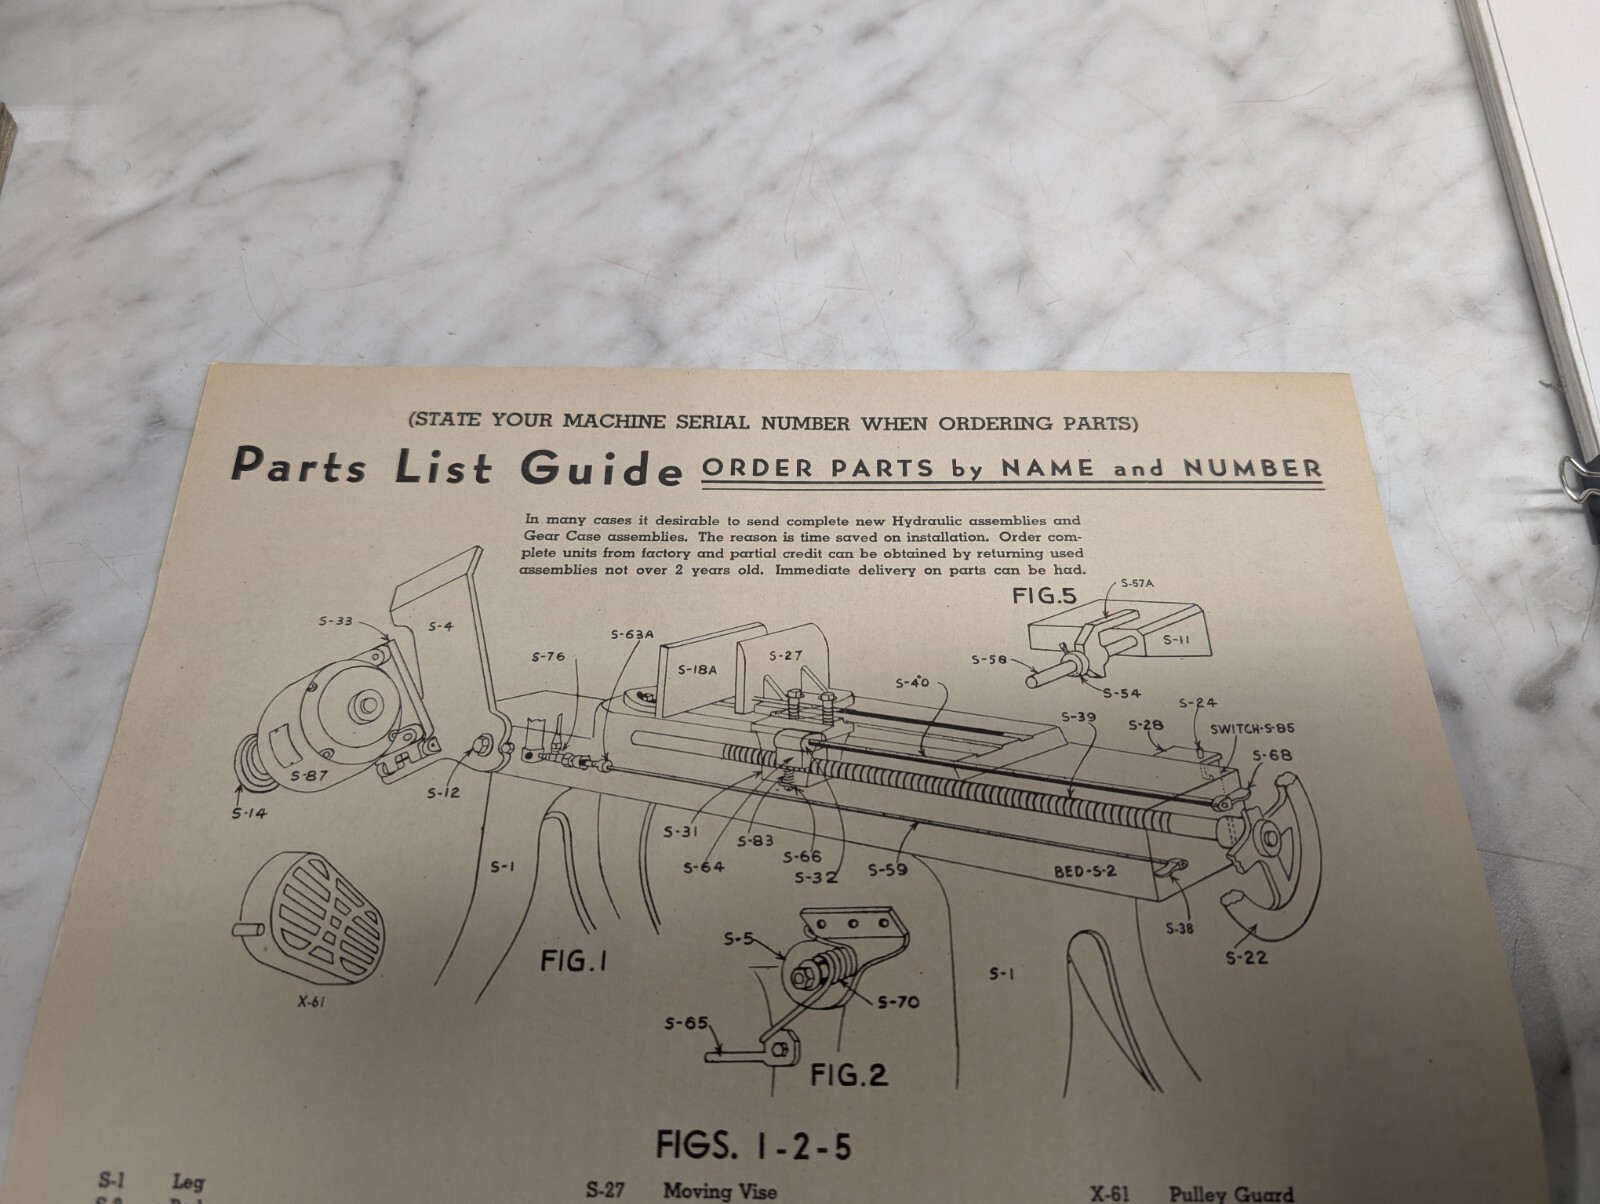 (STATE YOUR MACHINE SERIAL NUMBER WHEN ORDERING PARTS)
Parts List Guide ORDER PARTS by NAME and NUMBER
In many cases it desirable to send complete new Hydraulic assemblies and
Gear Case assemblies. The reason is time saved on installation. Order com-
plete units from factory and partial credit can be obtained by returning used
assemblies not over 2 years old. Immediate delivery on parts can be had.
FIG.5
S-57A
S-11
S-58
S-54
S-33
S-4
S-63A
S-76
S-18A
S-27
S-40
S-39
S-28
S-24
SWITCH-S-85
S-68
S-87
S-14
S-12
S-31
S-83
S-64
S-66
S-32
S-59
BED-S-2
S-38
S-22
S-1
S-1
X-61
FIG.1
S-5
S-70
S-65
FIG.2
FIGS. 1-2-5
S-1 Leg
S-27 Moving Vise
X-61 Pulley Guard